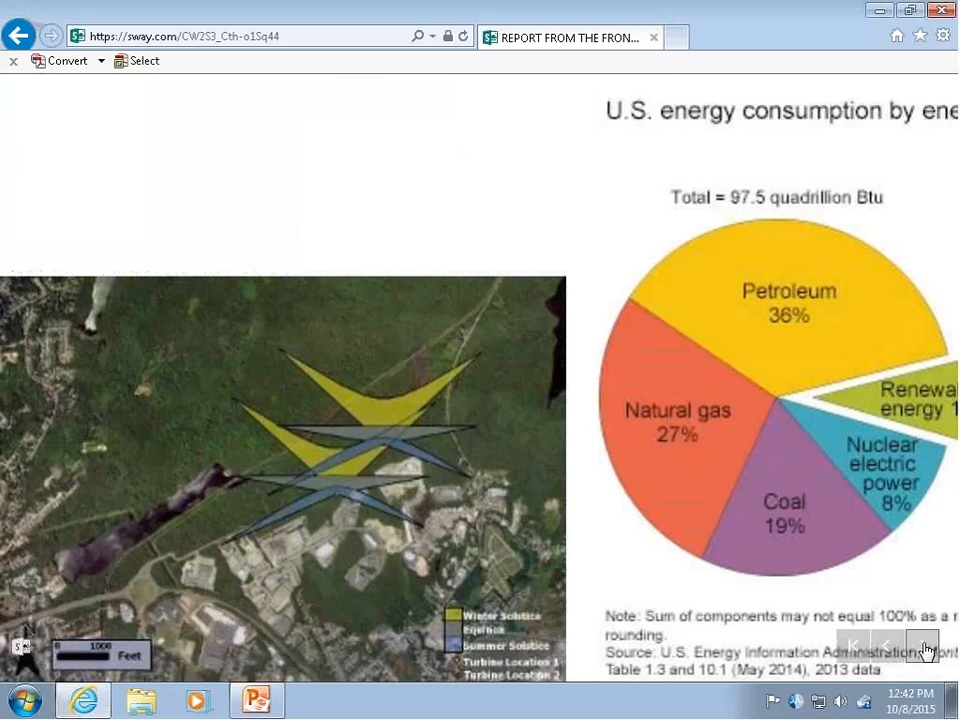 https://sway.com/CW2S3_Cth-o1Sq44
REPORT FROM THE FRON...
Convert
Select
U.S. energy consumption by ene
Total = 97.5 quadrillion Btu
Petroleum
36%
Renewa
energy 1
Natural gas
27%
Nuclear
electric
power
8%
Coal
19%
Note: Sum of components may not equal 100% as a r
rounding.
Source: U.S. Energy Information Administration,
Table 1.3 and 10.1 (May 2014), 2013 data
Winter Solstice
Equinox
Summer Solstice
Turbine Location 1
Turbine Location 2
N
0 1000
Feet
12:42 PM
10/8/2015